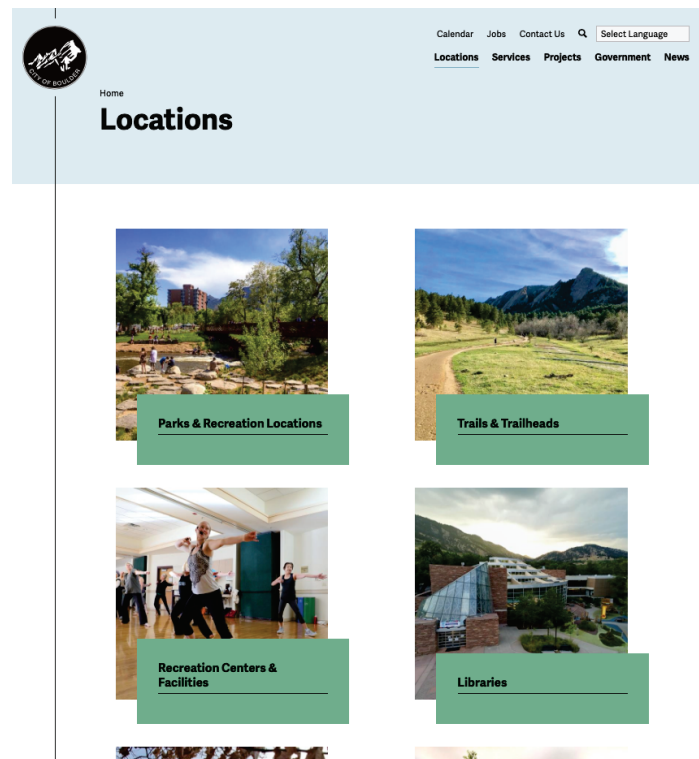 CITY OF BOULDER
Calendar Jobs Contact Us Select Language
Locations Services Projects Government News
Home
Locations
Parks & Recreation Locations
Trails & Trailheads
Recreation Centers &
Facilities
Libraries